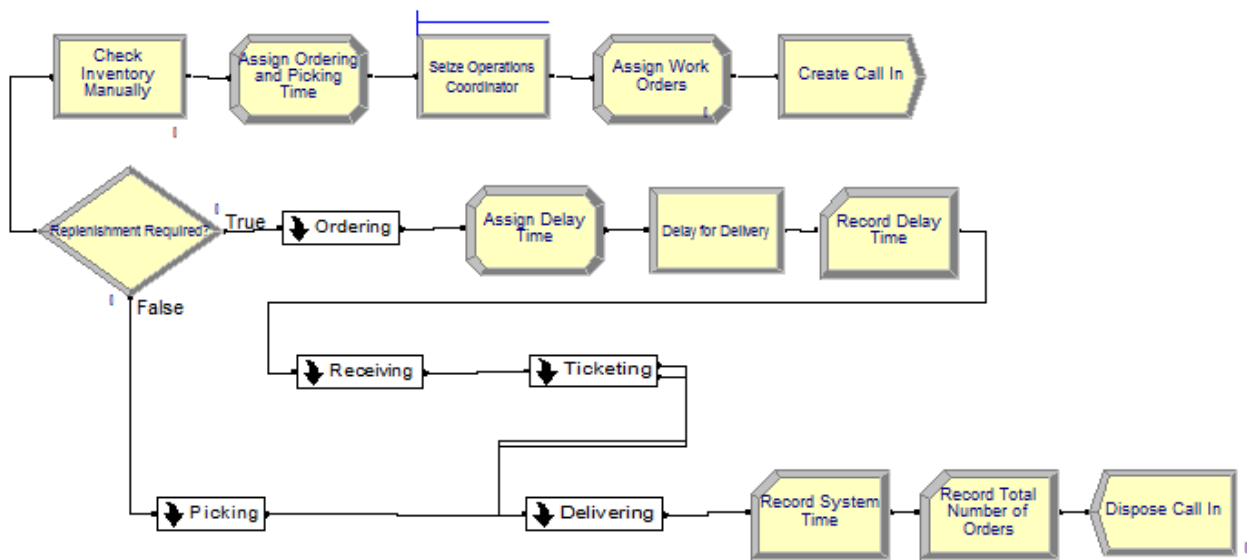 Check
Inventory
Manually
Assign Ordering
and Picking
Time
Seize Operations
Coordinator
Assign Work
Orders
Create Call In
Replenishment Required?
True
Ordering
Assign Delay
Time
Delay for Delivery
Record Delay
Time
False
Receiving
Ticketing
Picking
Delivering
Record System
Time
Record Total
Number of
Orders
Dispose Call In